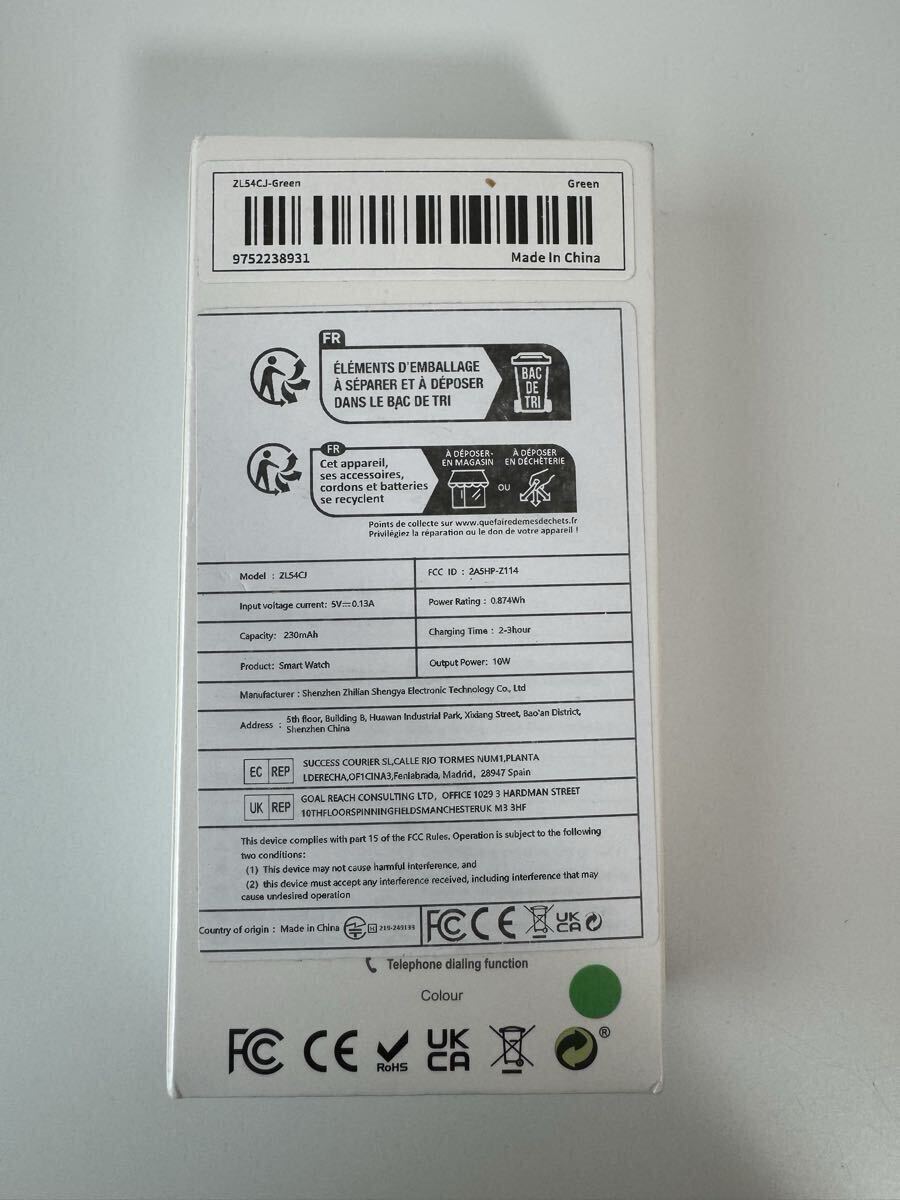 ZL54CJ-Green
Green
9752238931
Made In China
FR
ÉLÉMENTS D'EMBALLAGE
À SÉPARER ET À DÉPOSER
DANS LE BAC DE TRI
BAC
DE
TRI
FR
Cet appareil,
ses accessoires,
cordons et batteries
se recyclent
À DÉPOSER
EN MAGASIN
OU
À DÉPOSER
EN DÉCHÈTERIE
Points de collecte sur www.quefairedemesdechets.fr
Privilégiez la réparation ou le don de votre appareil !
Model : ZL54CJ
FCC ID : 2A5HP-Z114
Input voltage current: 5V⎓0.13A
Power Rating : 0.874Wh
Capacity: 230mAh
Charging Time : 2-3hour
Product: Smart Watch
Output Power: 10W
Manufacturer : Shenzhen Zhilian Shengya Electronic Technology Co., Ltd
Address : 5th floor, Building B, Huawan Industrial Park, Xixiang Street, Bao'an District,
Shenzhen China
EC REP
SUCCESS COURIER SL,CALLE RIO TORMES NUM1,PLANTA
LDERECHA,OF1CINA3,Fenlabrada, Madrid, 28947 Spain
UK REP
GOAL REACH CONSULTING LTD, OFFICE 1029 3 HARDMAN STREET
10THFLOORSPINNINGFIELDSMANCHESTERUK M3 3HF
This device complies with part 15 of the FCC Rules. Operation is subject to the following
two conditions:
(1) This device may not cause harmful interference, and
(2) this device must accept any interference received, including interference that may
cause undesired operation
Country of origin : Made in China
H 219-249133
FCC CE UK
CA
Telephone dialing function
Colour
FCC CE RoHS UK
CA ®